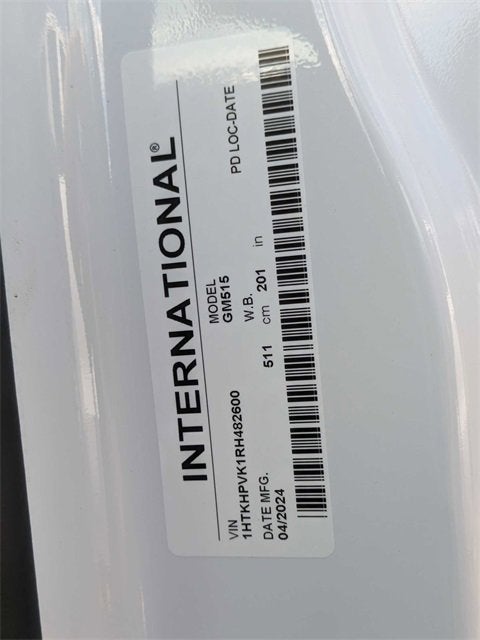 INTERNATIONAL®
VIN MODEL
1HTKHPVK1RH482600 GM515
DATE MFG. W.B. PD LOC-DATE
04/2024 511 cm 201 in